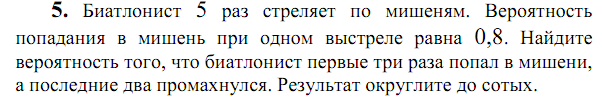 5. Биатлонист 5 раз стреляет по мишеням. Вероятность
попадания в мишень при одном выстреле равна 0,8. Найдите
вероятность того, что биатлонист первые три раза попал в мишени,
а последние два промахнулся. Результат округлите до сотых.